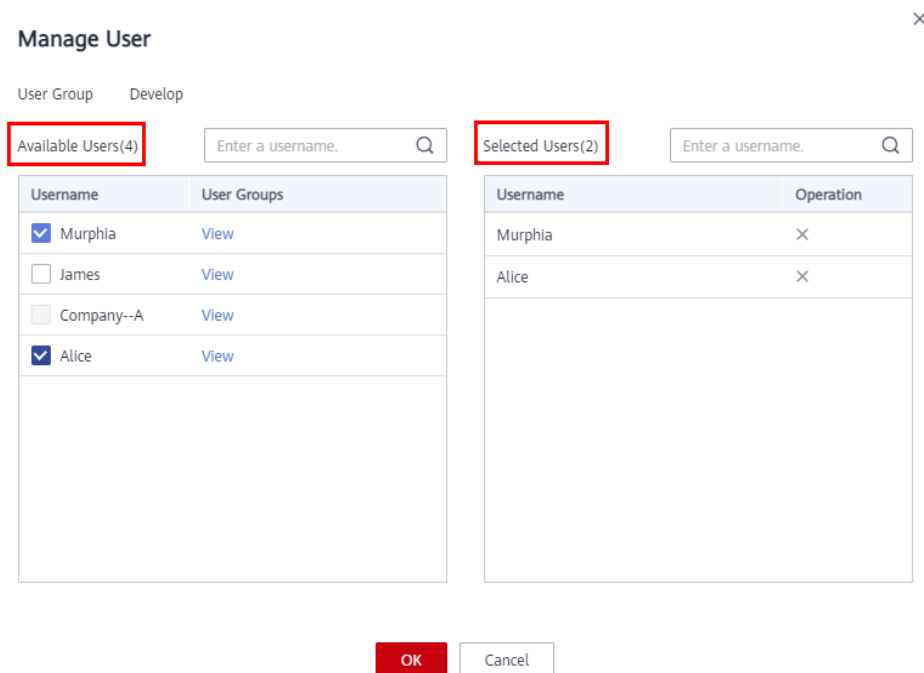 Manage User
User Group Develop
Available Users(4) Enter a username.
Username User Groups
Murphia View
James View
Company--A View
Alice View
Selected Users(2) Enter a username.
Username Operation
Murphia
Alice
OK Cancel